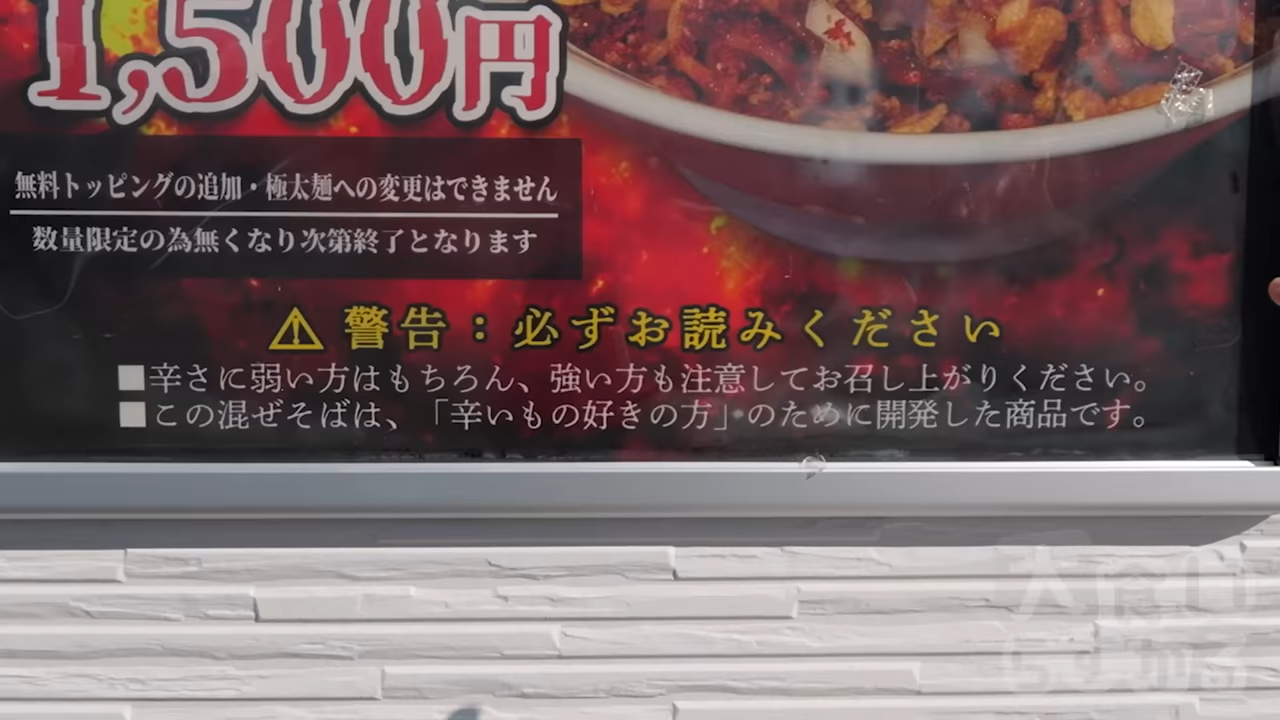 1,500円
無料トッピングの追加・極太麺への変更はできません
数量限定の為無くなり次第終了となります
⚠警告：必ずお読みください
■辛さに弱い方はもちろん、強い方も注意してお召し上がりください。
■この混ぜそばは、「辛いもの好きの方」のために開発した商品です。